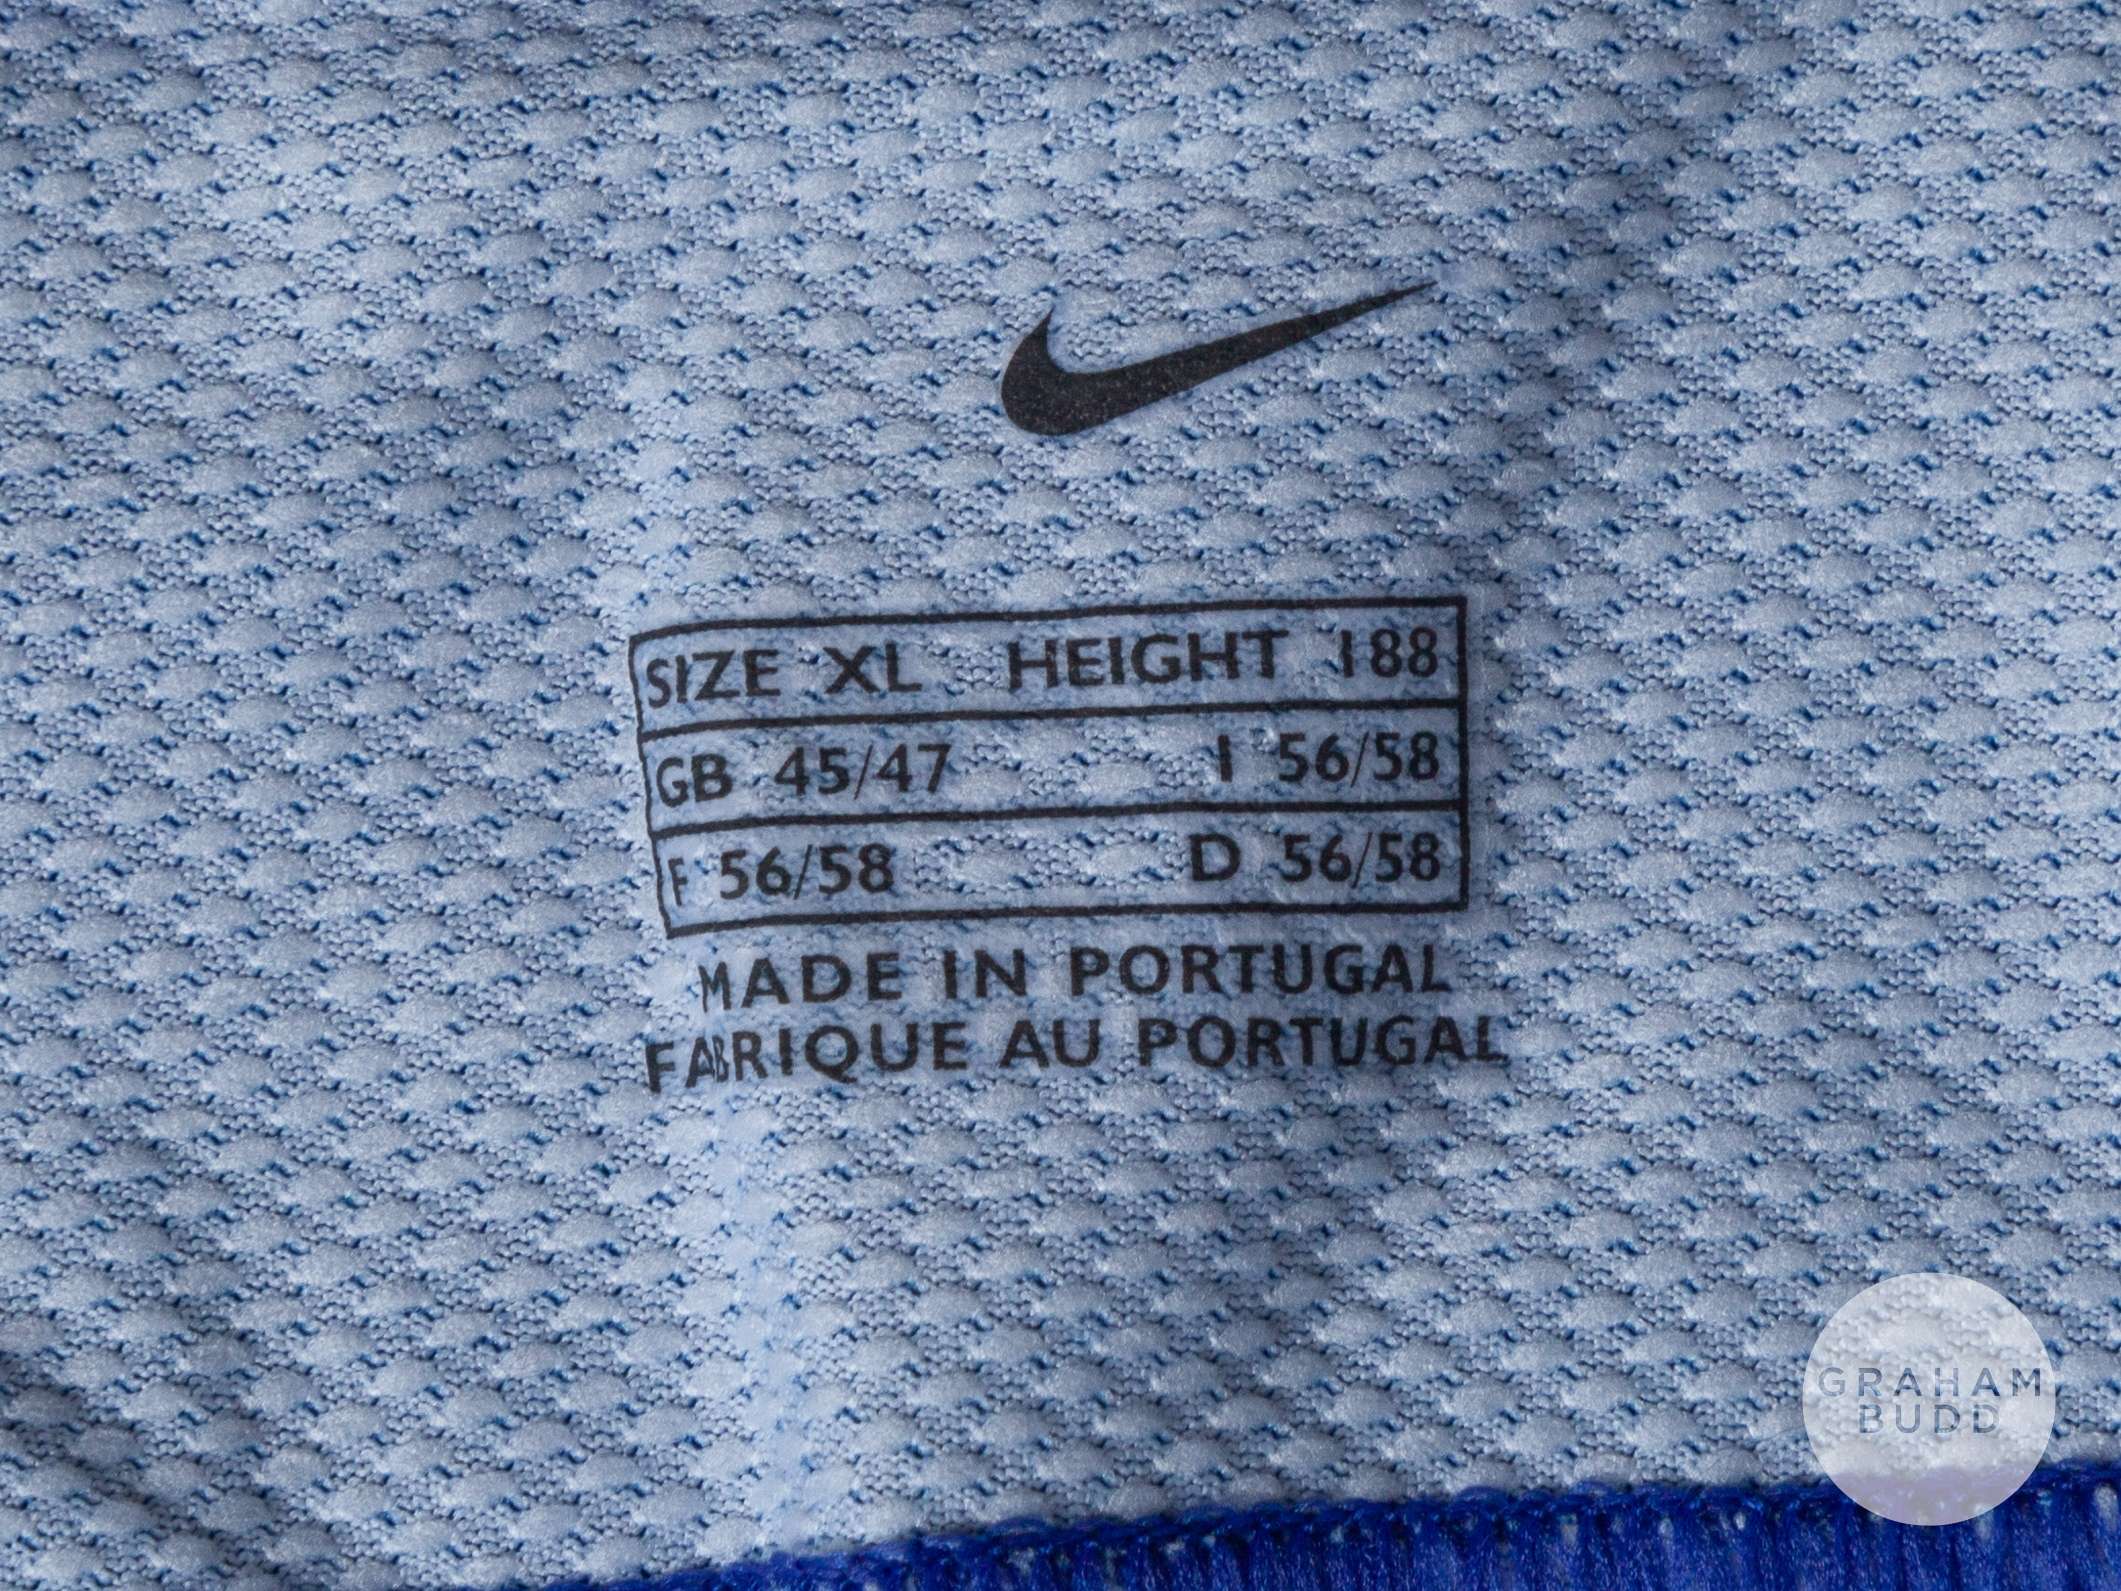 SIZE XL HEIGHT 188
GB 45/47 I 56/58
F 56/58 D 56/58
MADE IN PORTUGAL
FABRIQUE AU PORTUGAL
GRAHAM
BUDD